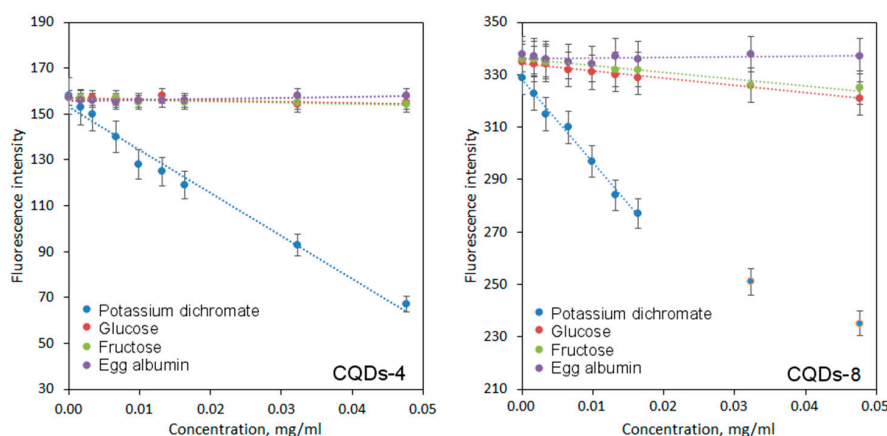 190
170
150
130
110
90
70
50
30
Fluorescence intensity
Potassium dichromate
Glucose
Fructose
Egg albumin
CQDs-4
0.00 0.01 0.02 0.03 0.04 0.05
Concentration, mg/ml
350
330
310
290
270
250
230
210
Fluorescence intensity
Potassium dichromate
Glucose
Fructose
Egg albumin
CQDs-8
0.00 0.01 0.02 0.03 0.04 0.05
Concentration, mg/ml